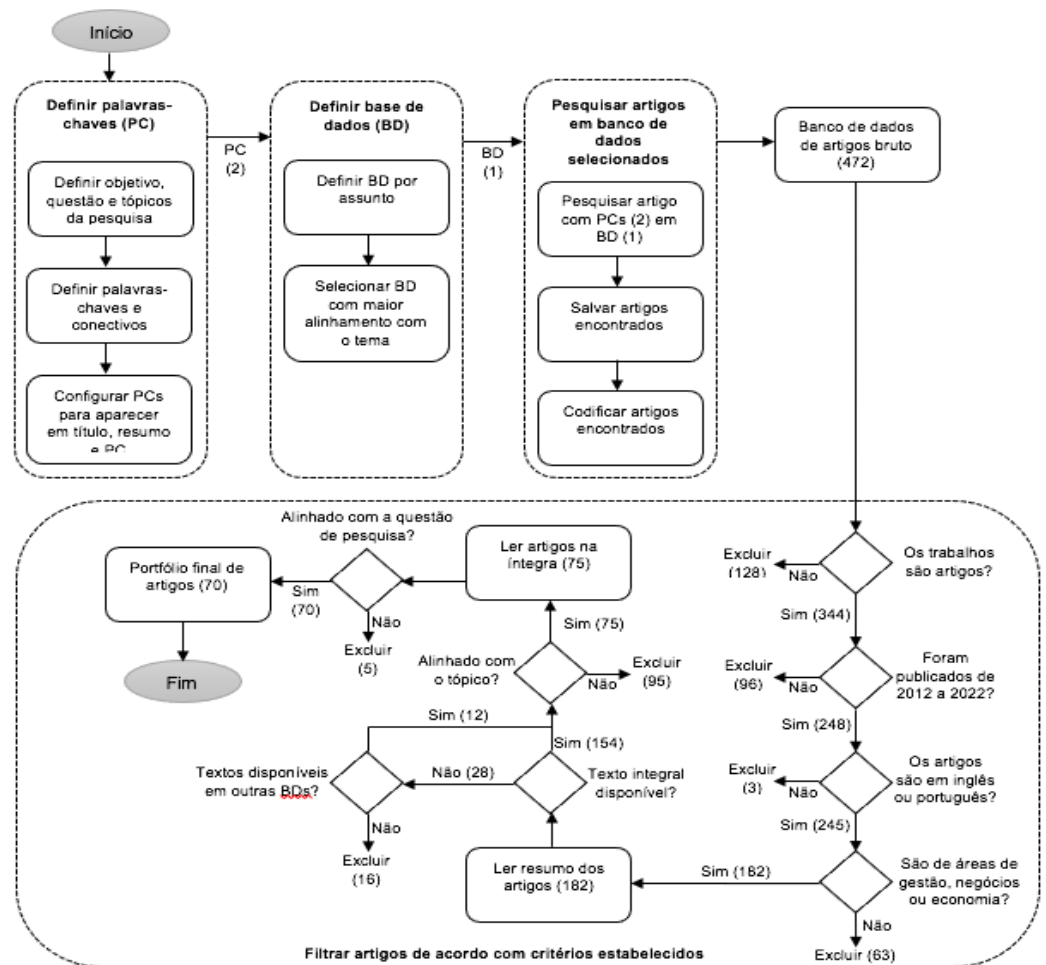 Início
Definir palavras-
chaves (PC)
Definir objetivo,
questão e tópicos
da pesquisa
Definir palavras-
chaves e
conectivos
Configurar PCs
para aparecer
em título, resumo
e PC
PC
(2)
Definir base de
dados (BD)
Definir BD por
assunto
Selecionar BD
com maior
alinhamento com
o tema
BD
(1)
Pesquisar artigos
em banco de
dados
selecionados
Pesquisar artigo
com PCs (2) em
BD (1)
Salvar artigos
encontrados
Codificar artigos
encontrados
Banco de dados
de artigos bruto
(472)
Os trabalhos
são artigos?
Não
Excluir
(128)
Sim (344)
Foram
publicados de
2012 a 2022?
Não
Excluir
(96)
Sim (248)
Os artigos
são em inglês
ou português?
Não
Excluir
(3)
Sim (245)
São de áreas de
gestão, negócios
ou economia?
Não
Excluir (63)
Sim (182)
Ler resumo dos
artigos (182)
Texto integral
disponível?
Sim (154)
Não (28)
Textos disponíveis
em outras BDs?
Sim (12)
Não
Excluir
(16)
Alinhado com
o tópico?
Não
Excluir
(95)
Sim (75)
Ler artigos na
íntegra (75)
Alinhado com a questão
de pesquisa?
Não
Excluir
(5)
Sim
(70)
Portfólio final de
artigos (70)
Fim
Filtrar artigos de acordo com critérios estabelecidos